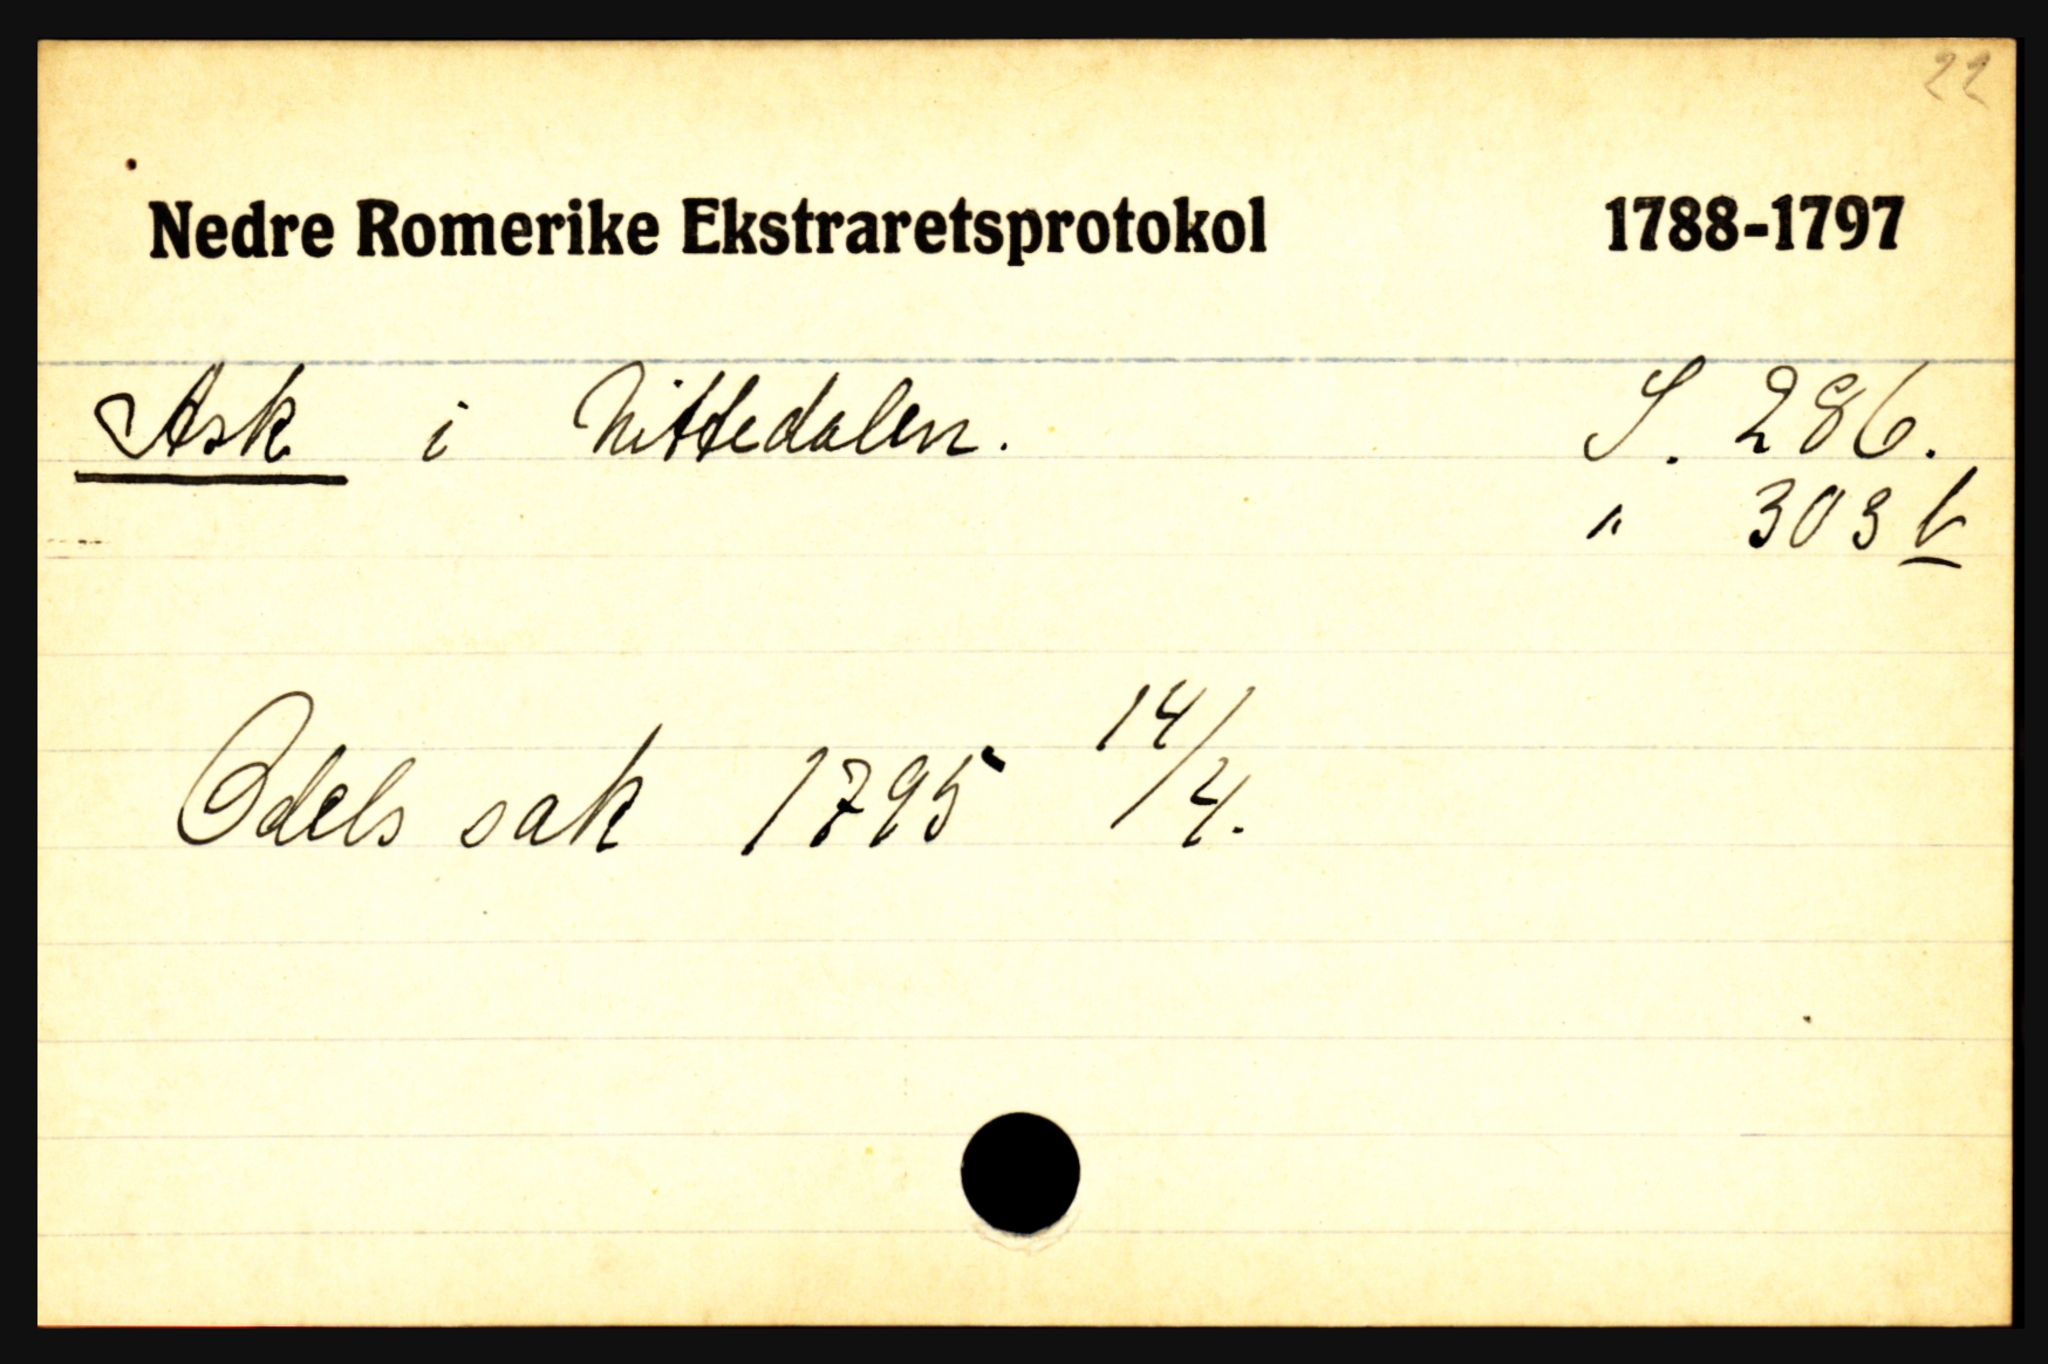 22
Nedre Romerike Ekstraretsprotokol 1788-1797
Ask i Nittedalen. S. 286.
" 303 b
Odels sak 1795 14/4.